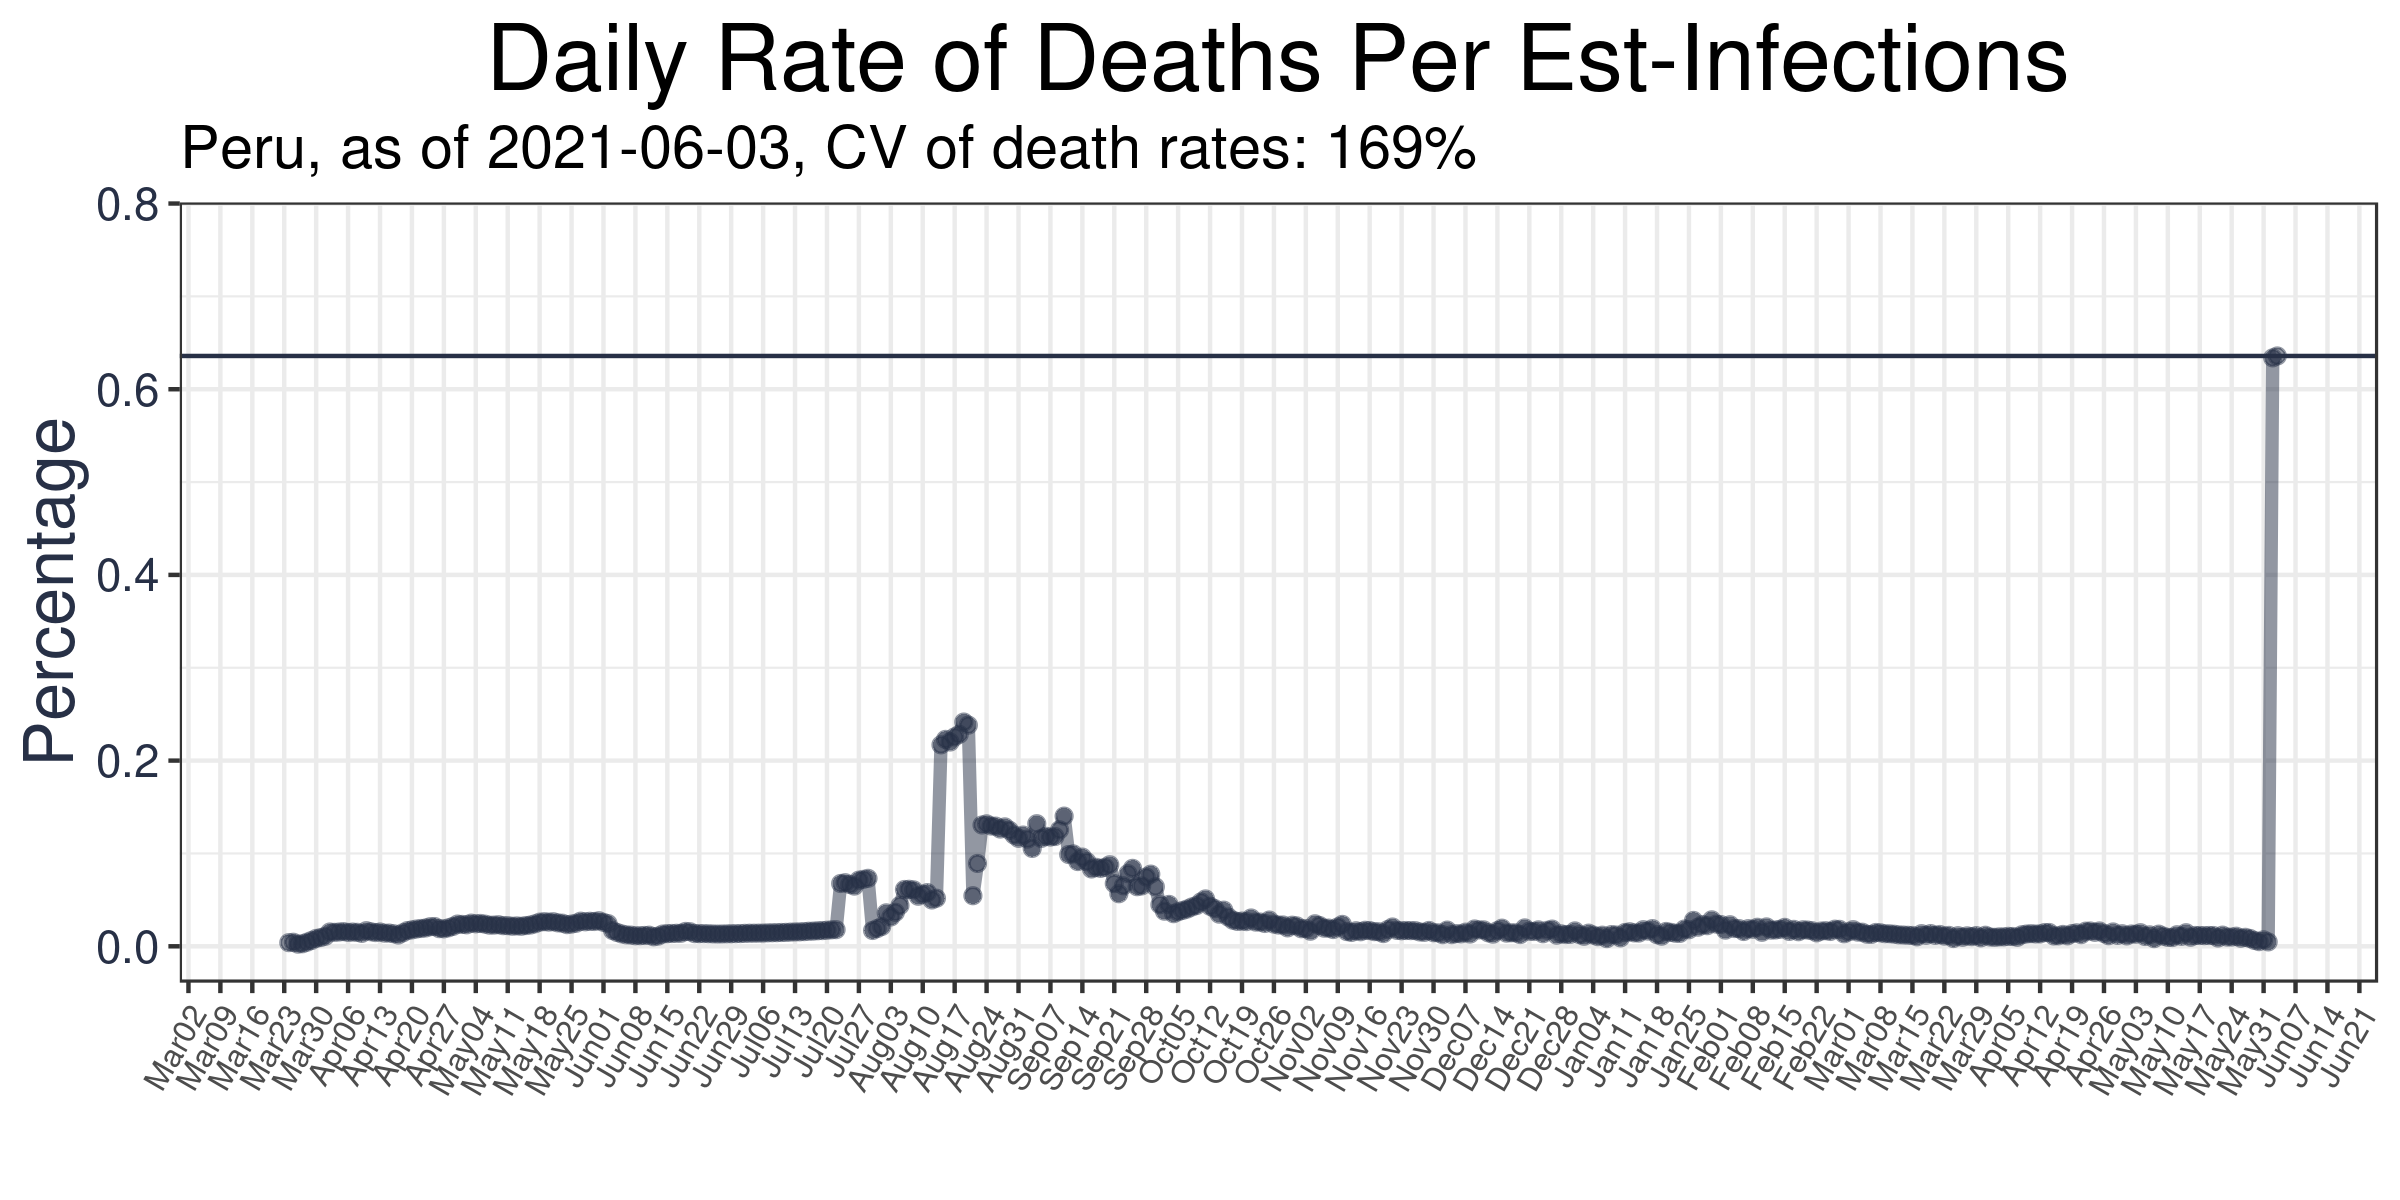 Daily Rate of Deaths Per Est-Infections
Peru, as of 2021-06-03, CV of death rates: 169%
Percentage
0.8
0.6
0.4
0.2
0.0
Mar02
Mar09
Mar16
Mar23
Mar30
Apr06
Apr13
Apr20
Apr27
May04
May11
May18
May25
Jun01
Jun08
Jun15
Jun22
Jun29
Jul06
Jul13
Jul20
Jul27
Aug03
Aug10
Aug17
Aug24
Aug31
Sep07
Sep14
Sep21
Sep28
Oct05
Oct12
Oct19
Oct26
Nov02
Nov09
Nov16
Nov23
Nov30
Dec07
Dec14
Dec21
Dec28
Jan04
Jan11
Jan18
Jan25
Feb01
Feb08
Feb15
Feb22
Mar01
Mar08
Mar15
Mar22
Mar29
Apr05
Apr12
Apr19
Apr26
May03
May10
May17
May24
May31
Jun07
Jun14
Jun21